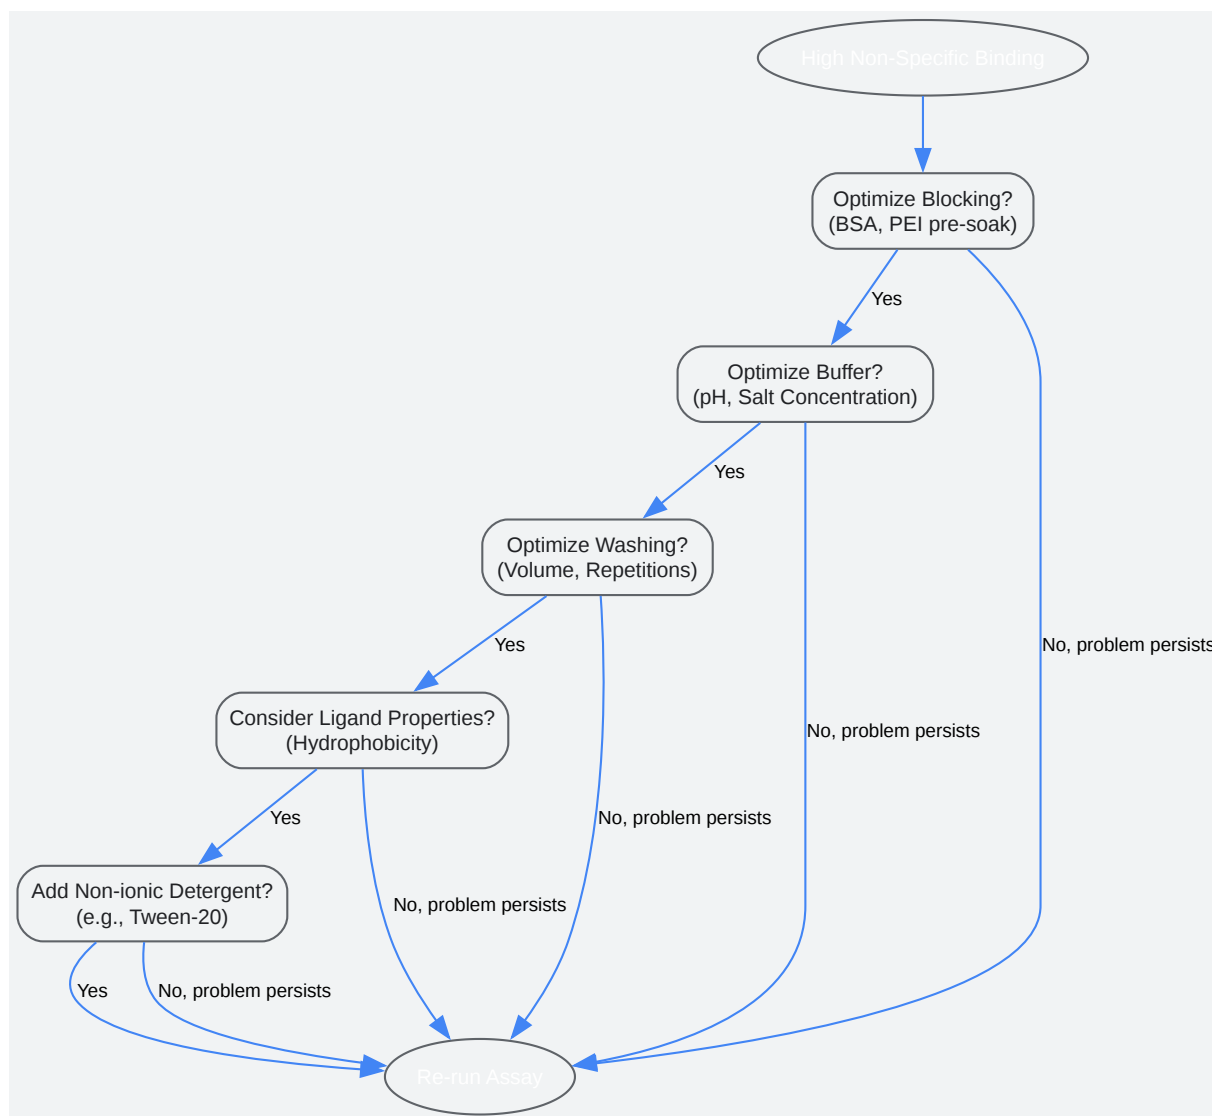 High Non-Specific Binding
Optimize Blocking?
(BSA, PEI pre-soak)
Yes
Optimize Buffer?
(pH, Salt Concentration)
Yes
Optimize Washing?
(Volume, Repetitions)
Yes
No, problem persists
Consider Ligand Properties?
(Hydrophobicity)
No, problem persists
Yes
No, problem persists
Add Non-ionic Detergent?
(e.g., Tween-20)
No, problem persists
Yes
No, problem persists
Re-run Assay